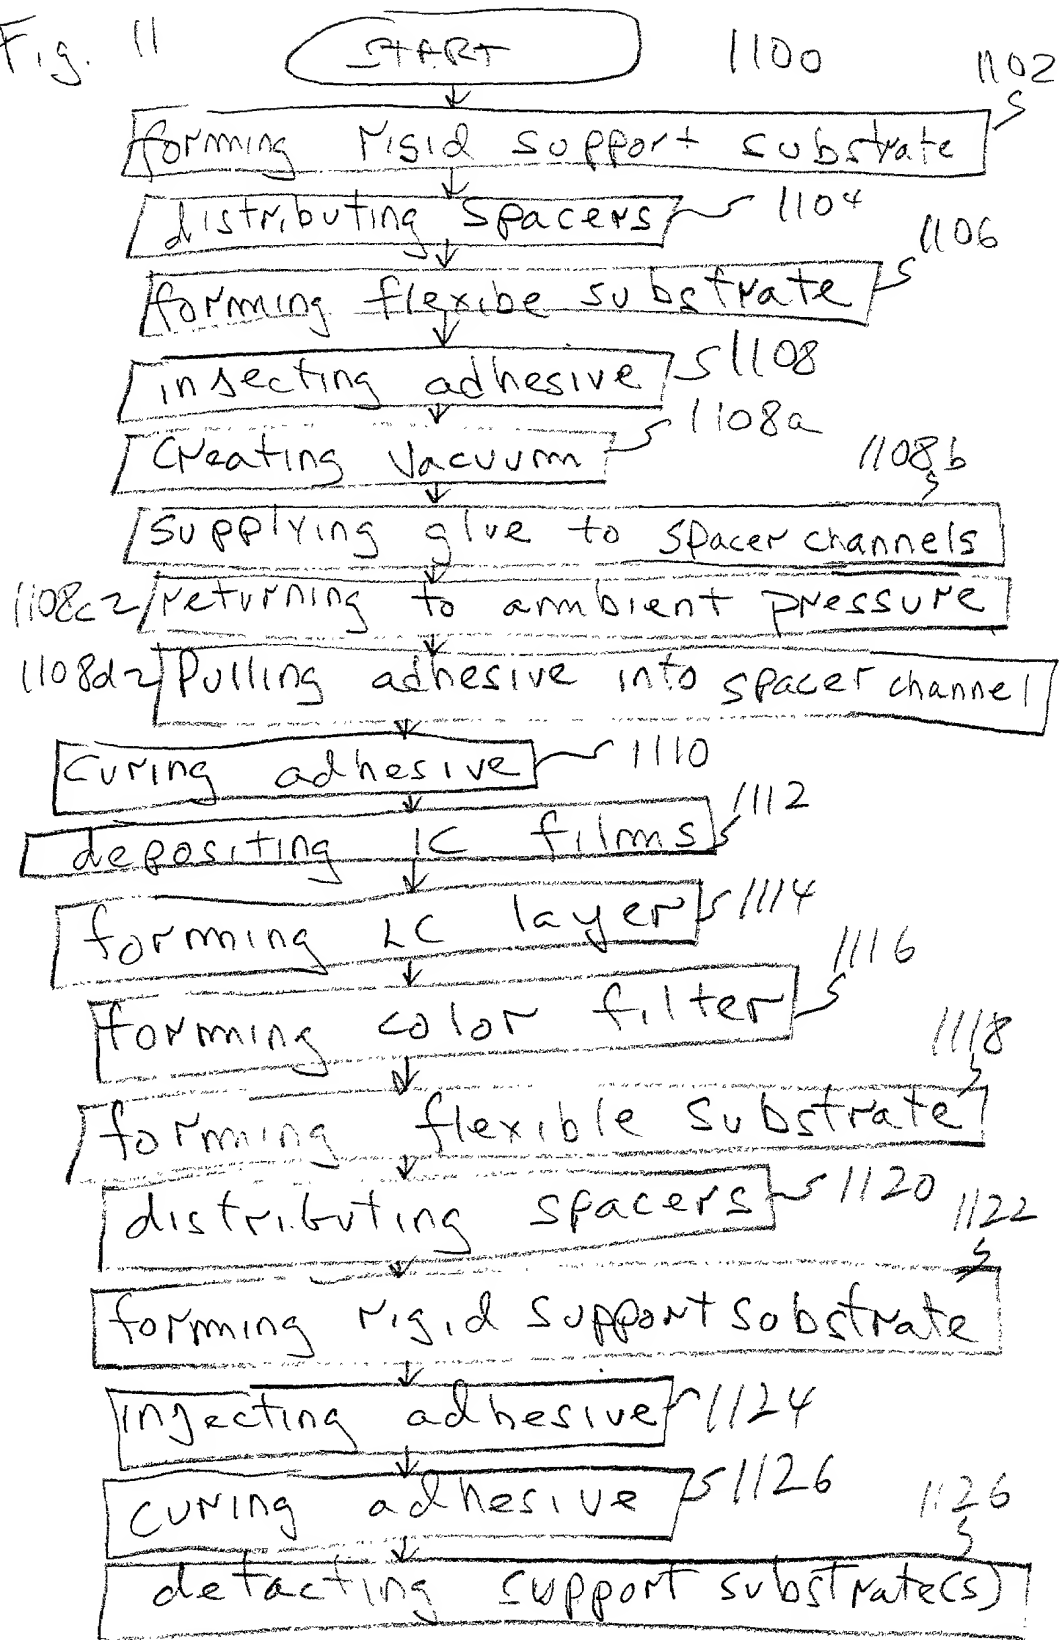 Fig. 11
START 1100
1102
forming rigid support substrate
distributing spacers 1104
1106
forming flexibe substrate
insecting adhesive 1108
1108a
Creating Vacuum
1108b
supplying glue to spacer channels
1108c returning to ambient pressure
1108d Pulling adhesive into spacer channel
curing adhesive 1110
1112
depositing IC films
forming LC layer 1114
1116
forming color filter
1118
forming flexible substrate
distributing spacers 1120
1122
forming rigid support sobstrate
injecting adhesive 1124
curing adhesive 1126
1126
detacting support substrate(s)